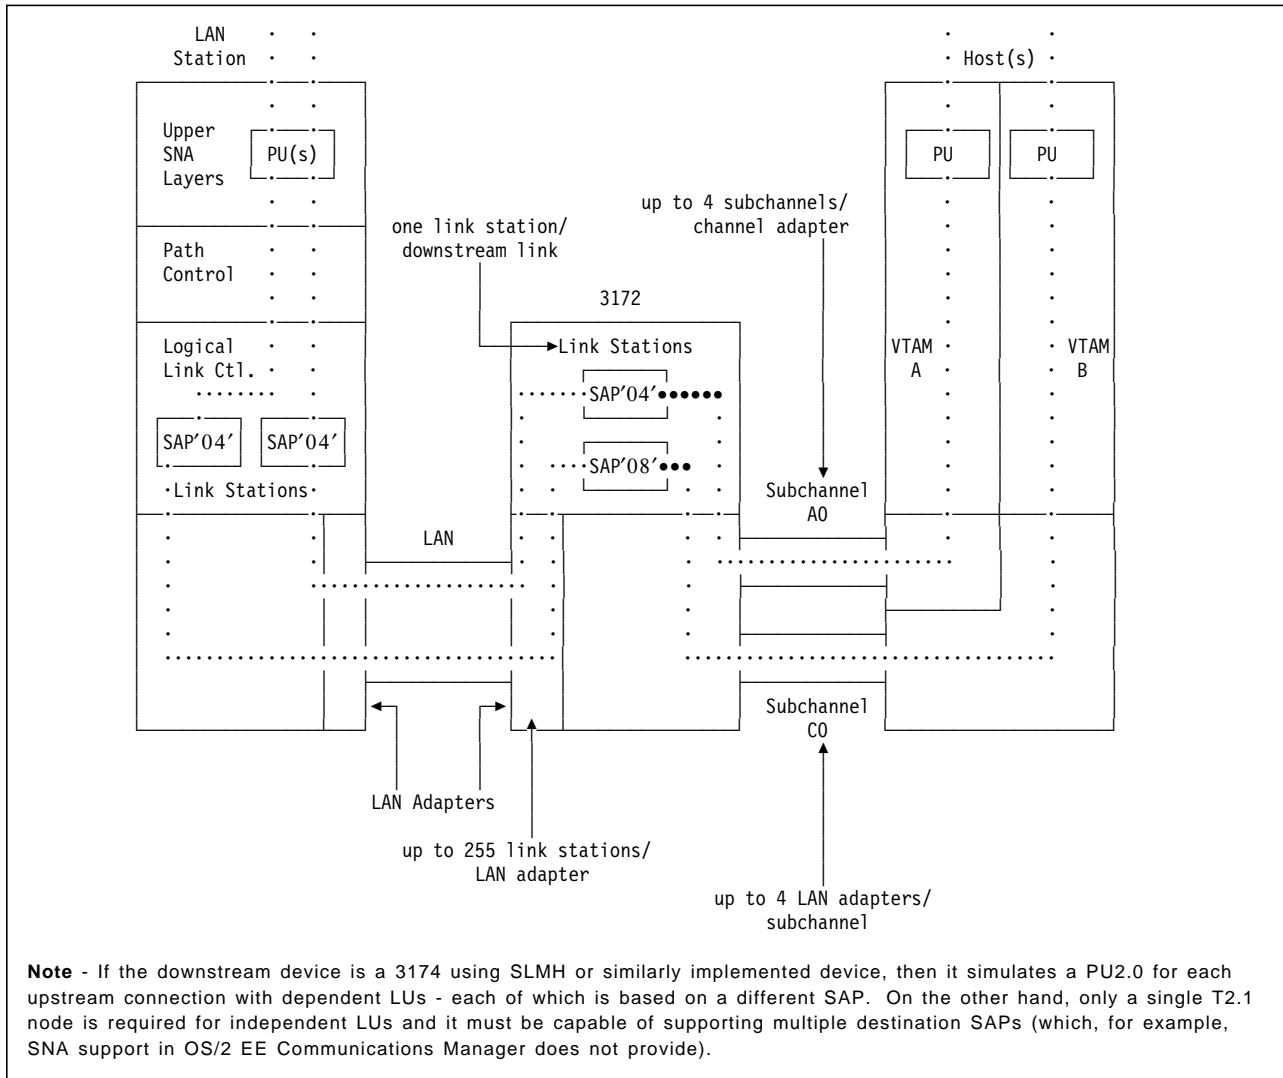 LAN
Station
Host(s)
Upper
SNA
Layers
PU(s)
PU
PU
up to 4 subchannels/
channel adapter
one link station/
downstream link
Path
Control
3172
Logical
Link Ctl.
Link Stations
VTAM
A
VTAM
B
SAP'04'
SAP'04'
SAP'04'
SAP'08'
Link Stations
Subchannel
A0
LAN
Subchannel
C0
LAN Adapters
up to 255 link stations/
LAN adapter
up to 4 LAN adapters/
subchannel
Note - If the downstream device is a 3174 using SLMH or similarly implemented device, then it simulates a PU2.0 for each
upstream connection with dependent LUs - each of which is based on a different SAP. On the other hand, only a single T2.1
node is required for independent LUs and it must be capable of supporting multiple destination SAPs (which, for example,
SNA support in OS/2 EE Communications Manager does not provide).